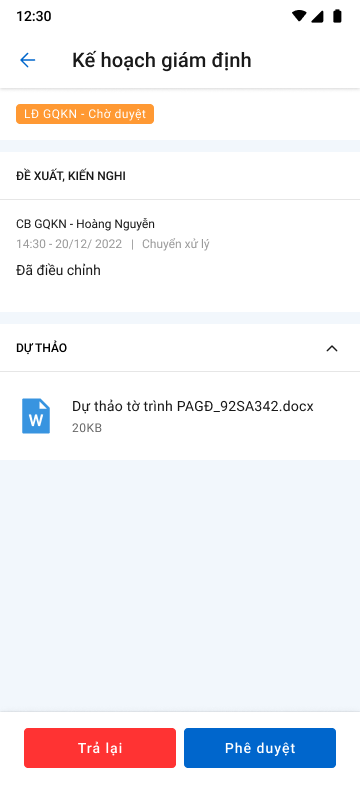 12:30
Kế hoạch giám định
LĐ GQKN - Chờ duyệt
ĐỀ XUẤT, KIẾN NGHI
CB GQKN - Hoàng Nguyễn
14:30 - 20/12/ 2022 | Chuyển xử lý
Đã điều chỉnh
DỰ THẢO
W
Dự thảo tờ trình PAGĐ_92SA342.docx
20KB
Trả lại
Phê duyệt